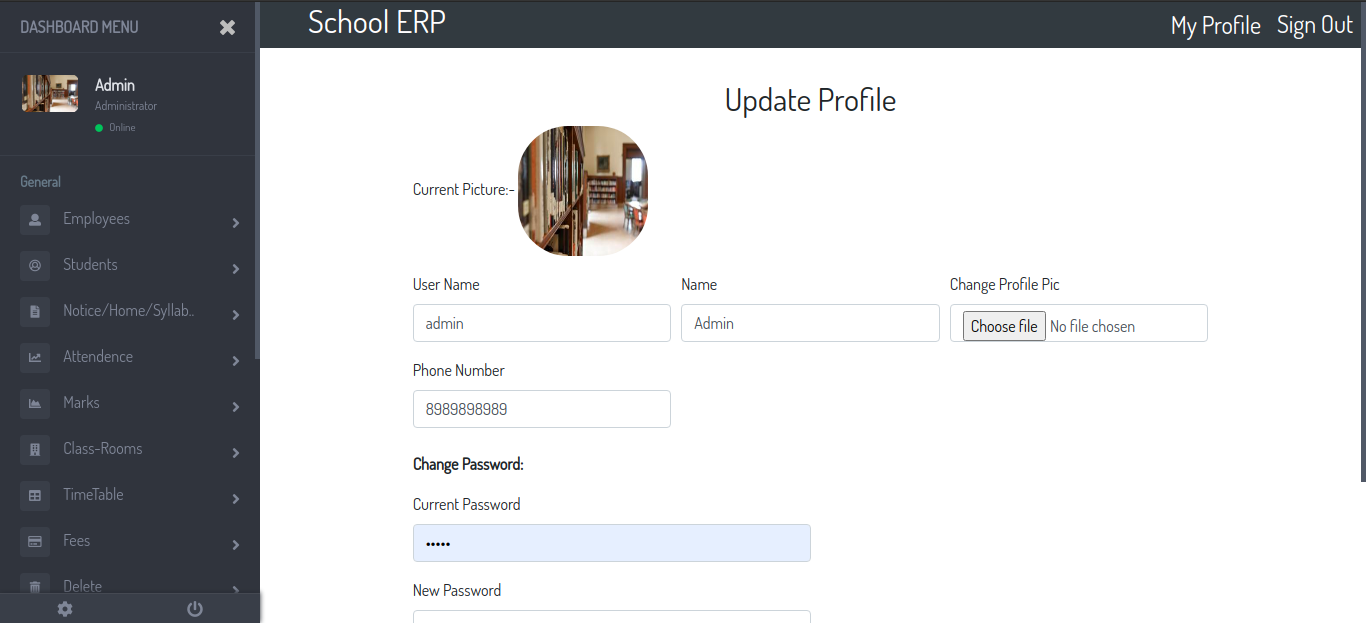 DASHBOARD MENU
School ERP
My Profile Sign Out
Admin
Administrator
Online
General
Employees
Students
Notice/Home/Syllab..
Attendence
Marks
Class-Rooms
TimeTable
Fees
Delete
Update Profile
Current Picture:-
User Name
Name
Change Profile Pic
admin
Admin
Choose file No file chosen
Phone Number
8989898989
Change Password:
Current Password
•••••
New Password